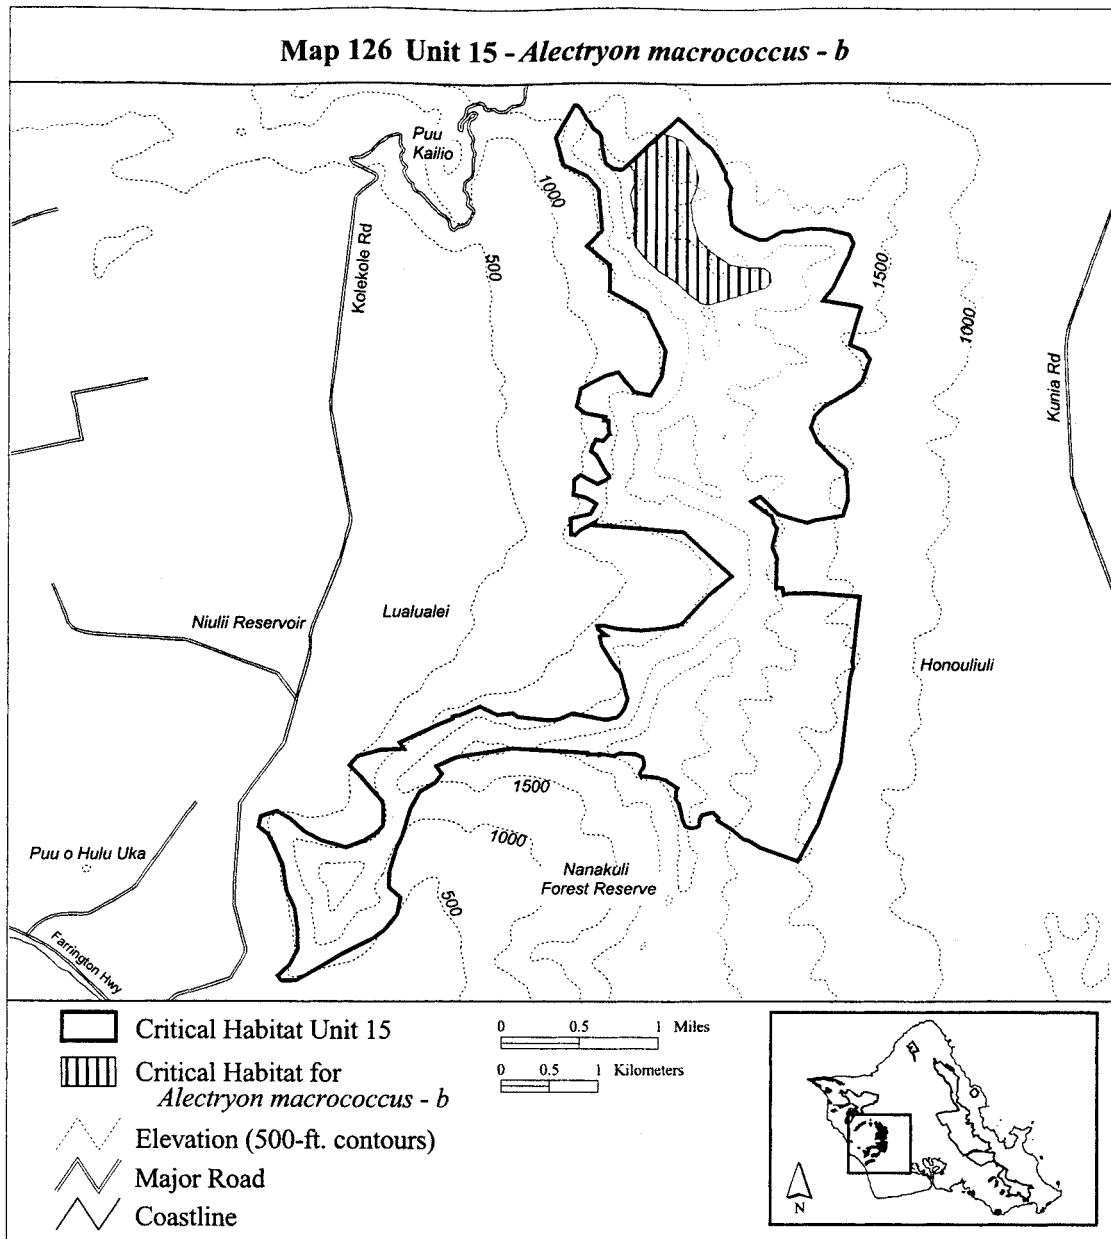 Map 126 Unit 15 - Alectryon macrococcus - b
Puu
Kailio
1000
Kolekole Rd
500
1500
1000
Kunia Rd
Niulii Reservoir
Lualualei
Honouliuli
1500
1000
Puu o Hulu Uka
Nanakuli
Forest Reserve
500
Farrington Hwy
Critical Habitat Unit 15
Critical Habitat for
Alectryon macrococcus - b
Elevation (500-ft. contours)
Major Road
Coastline
0 0.5 1 Miles
0 0.5 1 Kilometers
N